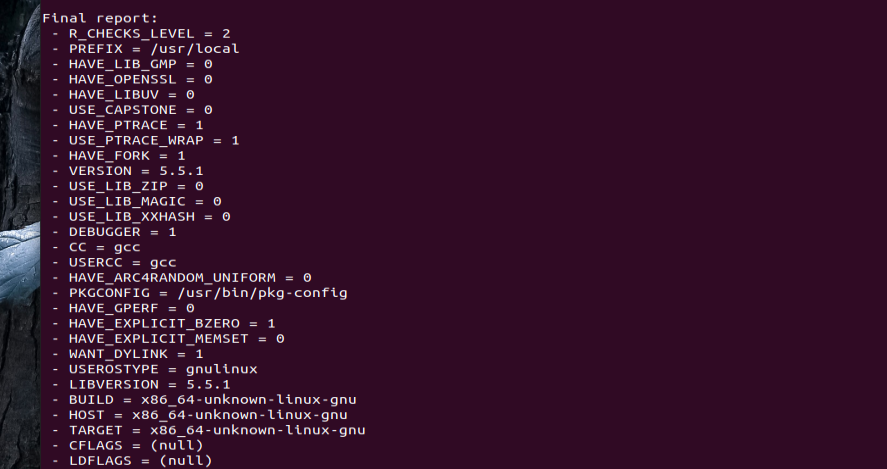 Final report:
- R_CHECKS_LEVEL = 2
- PREFIX = /usr/local
- HAVE_LIB_GMP = 0
- HAVE_OPENSSL = 0
- HAVE_LIBUV = 0
- USE_CAPSTONE = 0
- HAVE_PTRACE = 1
- USE_PTRACE_WRAP = 1
- HAVE_FORK = 1
- VERSION = 5.5.1
- USE_LIB_ZIP = 0
- USE_LIB_MAGIC = 0
- USE_LIB_XXHASH = 0
- DEBUGGER = 1
- CC = gcc
- USERCC = gcc
- HAVE_ARC4RANDOM_UNIFORM = 0
- PKGCONFIG = /usr/bin/pkg-config
- HAVE_GPERF = 0
- HAVE_EXPLICIT_BZERO = 1
- HAVE_EXPLICIT_MEMSET = 0
- WANT_DYLINK = 1
- USEROSTYPE = gnulinux
- LIBVERSION = 5.5.1
- BUILD = x86_64-unknown-linux-gnu
- HOST = x86_64-unknown-linux-gnu
- TARGET = x86_64-unknown-linux-gnu
- CFLAGS = (null)
- LDFLAGS = (null)